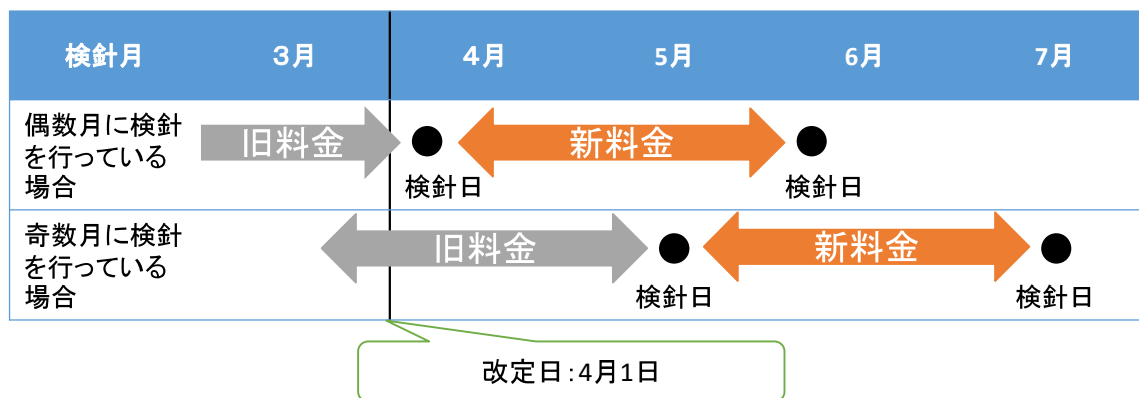 検針月 3月 4月 5月 6月 7月
偶数月に検針
を行っている
場合
旧料金
新料金
検針日
検針日
奇数月に検針
を行っている
場合
旧料金
新料金
検針日
検針日
改定日:4月1日